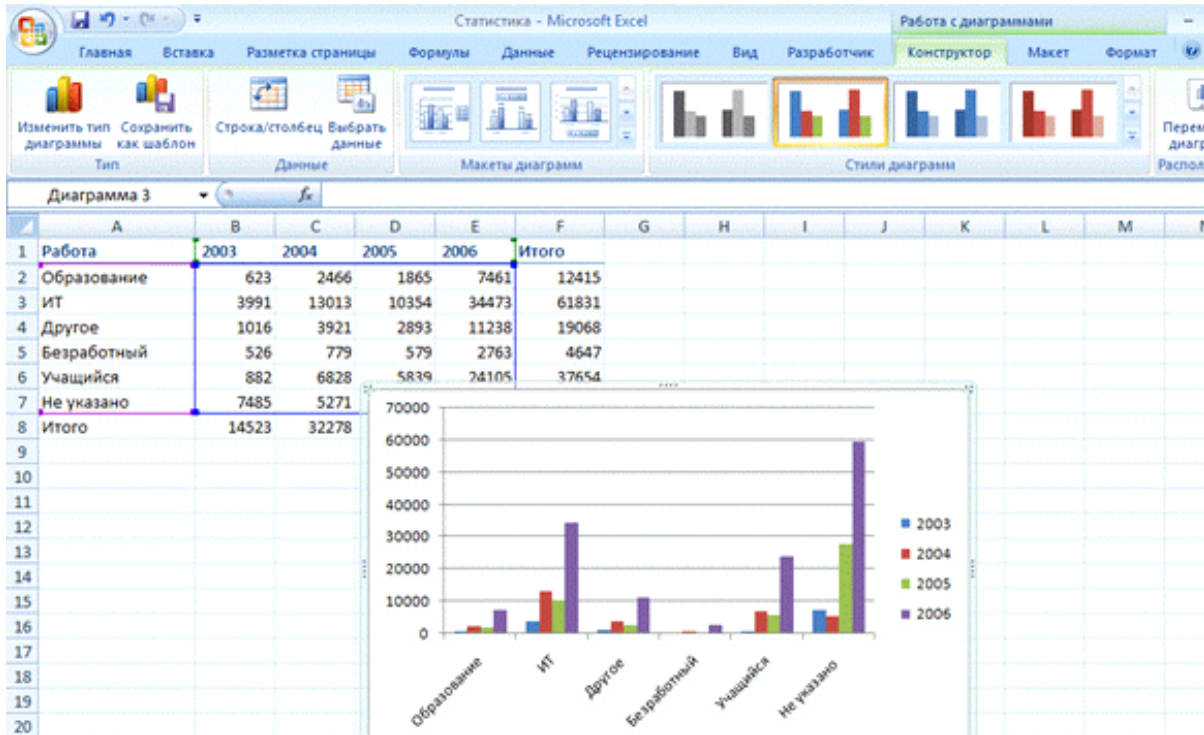 Статистика - Microsoft Excel
Работа с диаграммами
Главная Вставка Разметка страницы Формулы Данные Рецензирование Вид Разработчик Конструктор Макет Формат
Изменить тип диаграммы
Сохранить как шаблон
Строка/столбец
Выбрать данные
Тип Данные Макеты диаграмм Стили диаграмм
Диаграмма 3 fx
A B C D E F G H I J K L M
1 Работа 2003 2004 2005 2006 Итого
2 Образование 623 2466 1865 7461 12415
3 ИТ 3991 13013 10354 34473 61831
4 Другое 1016 3921 2893 11238 19068
5 Безработный 526 779 579 2763 4647
6 Учащийся 882 6828 5839 24105 37654
7 Не указано 7485 5271
8 Итого 14523 32278
9
10
11
12
13
14
15
16
17
18
19
20
70000
60000
50000
40000
30000
20000
10000
0
Образование ИТ Другое Безработный Учащийся Не указано
2003
2004
2005
2006